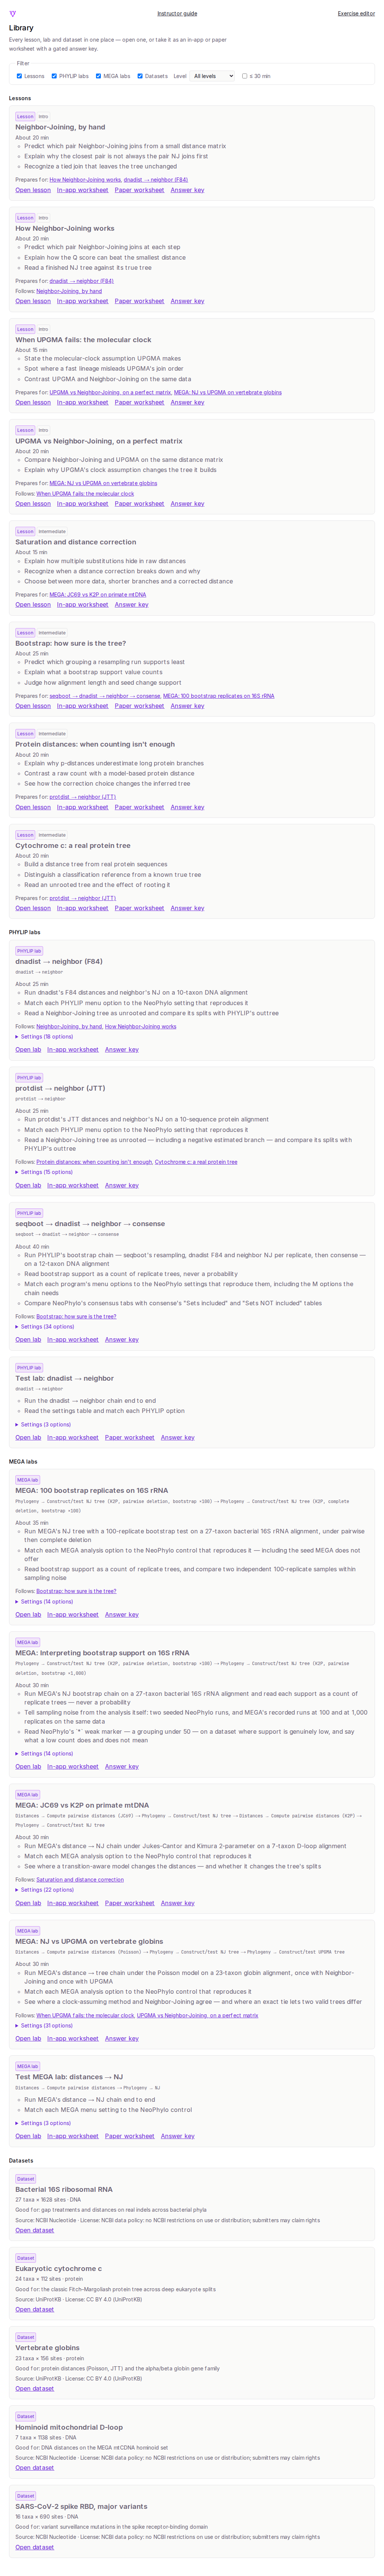 Instructor guide
Exercise editor
Library
Every lesson, lab and dataset in one place — open one, or take it as an in-app or paper
worksheet with a gated answer key.
Filter
Lessons PHYLIP labs MEGA labs Datasets Level All levels ≤ 30 min
Lessons
Lesson Intro
Neighbor-Joining, by hand
About 20 min
Predict which pair Neighbor-Joining joins from a small distance matrix
Explain why the closest pair is not always the pair NJ joins first
Recognize a tied join that leaves the tree unchanged
Prepares for: How Neighbor-Joining works, dnadist → neighbor (F84)
Open lesson In-app worksheet Paper worksheet Answer key
Lesson Intro
How Neighbor-Joining works
About 20 min
Predict which pair Neighbor-Joining joins at each step
Explain how the Q score can beat the smallest distance
Read a finished NJ tree against its true tree
Prepares for: dnadist → neighbor (F84)
Follows: Neighbor-Joining, by hand
Open lesson In-app worksheet Paper worksheet Answer key
Lesson Intro
When UPGMA fails: the molecular clock
About 15 min
State the molecular-clock assumption UPGMA makes
Spot where a fast lineage misleads UPGMA's join order
Contrast UPGMA and Neighbor-Joining on the same data
Prepares for: UPGMA vs Neighbor-Joining, on a perfect matrix, MEGA: NJ vs UPGMA on vertebrate globins
Open lesson In-app worksheet Paper worksheet Answer key
Lesson Intro
UPGMA vs Neighbor-Joining, on a perfect matrix
About 20 min
Compare Neighbor-Joining and UPGMA on the same distance matrix
Explain why UPGMA's clock assumption changes the tree it builds
Prepares for: MEGA: NJ vs UPGMA on vertebrate globins
Follows: When UPGMA fails: the molecular clock
Open lesson In-app worksheet Paper worksheet Answer key
Lesson Intermediate
Saturation and distance correction
About 15 min
Explain how multiple substitutions hide in raw distances
Recognize when a distance correction breaks down and why
Choose between more data, shorter branches and a corrected distance
Prepares for: MEGA: JC69 vs K2P on primate mtDNA
Open lesson In-app worksheet Answer key
Lesson Intermediate
Bootstrap: how sure is the tree?
About 25 min
Predict which grouping a resampling run supports least
Explain what a bootstrap support value counts
Judge how alignment length and seed change support
Prepares for: seqboot → dnadist → neighbor → consense, MEGA: 100 bootstrap replicates on 16S rRNA
Open lesson In-app worksheet Paper worksheet Answer key
Lesson Intermediate
Protein distances: when counting isn't enough
About 20 min
Explain why p-distances underestimate long protein branches
Contrast a raw count with a model-based protein distance
See how the correction choice changes the inferred tree
Prepares for: protdist → neighbor (JTT)
Open lesson In-app worksheet Paper worksheet Answer key
Lesson Intermediate
Cytochrome c: a real protein tree
About 20 min
Build a distance tree from real protein sequences
Distinguish a classification reference from a known true tree
Read an unrooted tree and the effect of rooting it
Prepares for: protdist → neighbor (JTT)
Open lesson In-app worksheet Paper worksheet Answer key
PHYLIP labs
PHYLIP lab
dnadist → neighbor (F84)
dnadist → neighbor
About 25 min
Run dnadist's F84 distances and neighbor's NJ on a 10-taxon DNA alignment
Match each PHYLIP menu option to the NeoPhylo setting that reproduces it
Read a Neighbor-Joining tree as unrooted and compare its splits with PHYLIP's outtree
Follows: Neighbor-Joining, by hand, How Neighbor-Joining works
Settings (18 options)
Open lab In-app worksheet Answer key
PHYLIP lab
protdist → neighbor (JTT)
protdist → neighbor
About 25 min
Run protdist's JTT distances and neighbor's NJ on a 10-sequence protein alignment
Match each PHYLIP menu option to the NeoPhylo setting that reproduces it
Read a Neighbor-Joining tree as unrooted — including a negative estimated branch — and compare its splits with
PHYLIP's outtree
Follows: Protein distances: when counting isn't enough, Cytochrome c: a real protein tree
Settings (15 options)
Open lab In-app worksheet Answer key
PHYLIP lab
seqboot → dnadist → neighbor → consense
seqboot → dnadist → neighbor → consense
About 40 min
Run PHYLIP's bootstrap chain — seqboot's resampling, dnadist F84 and neighbor NJ per replicate, then consense —
on a 12-taxon DNA alignment
Read bootstrap support as a count of replicate trees, never a probability
Match each program's menu options to the NeoPhylo settings that reproduce them, including the M options the
chain needs
Compare NeoPhylo's consensus tabs with consense's "Sets included" and "Sets NOT included" tables
Follows: Bootstrap: how sure is the tree?
Settings (34 options)
Open lab In-app worksheet Answer key
PHYLIP lab
Test lab: dnadist → neighbor
dnadist → neighbor
Run the dnadist → neighbor chain end to end
Read the settings table and match each PHYLIP option
Settings (3 options)
Open lab In-app worksheet Paper worksheet Answer key
MEGA labs
MEGA lab
MEGA: 100 bootstrap replicates on 16S rRNA
Phylogeny → Construct/test NJ tree (K2P, pairwise deletion, bootstrap ×100) → Phylogeny → Construct/test NJ tree (K2P, complete
deletion, bootstrap ×100)
About 35 min
Run MEGA's NJ tree with a 100-replicate bootstrap test on a 27-taxon bacterial 16S rRNA alignment, under pairwise
then complete deletion
Match each MEGA analysis option to the NeoPhylo control that reproduces it — including the seed MEGA does not
offer
Read bootstrap support as a count of replicate trees, and compare two independent 100-replicate samples within
sampling noise
Follows: Bootstrap: how sure is the tree?
Settings (14 options)
Open lab In-app worksheet Answer key
MEGA lab
MEGA: Interpreting bootstrap support on 16S rRNA
Phylogeny → Construct/test NJ tree (K2P, pairwise deletion, bootstrap ×100) → Phylogeny → Construct/test NJ tree (K2P, pairwise
deletion, bootstrap ×1,000)
About 30 min
Run MEGA's NJ bootstrap chain on a 27-taxon bacterial 16S rRNA alignment and read each support as a count of
replicate trees — never a probability
Tell sampling noise from the analysis itself: two seeded NeoPhylo runs, and MEGA's recorded runs at 100 and at 1,000
replicates on the same data
Read NeoPhylo's `*` weak marker — a grouping under 50 — on a dataset where support is genuinely low, and say
what a low count does and does not mean
Settings (14 options)
Open lab In-app worksheet Answer key
MEGA lab
MEGA: JC69 vs K2P on primate mtDNA
Distances → Compute pairwise distances (JC69) → Phylogeny → Construct/test NJ tree → Distances → Compute pairwise distances (K2P) →
Phylogeny → Construct/test NJ tree
About 30 min
Run MEGA's distance → NJ chain under Jukes-Cantor and Kimura 2-parameter on a 7-taxon D-loop alignment
Match each MEGA analysis option to the NeoPhylo control that reproduces it
See where a transition-aware model changes the distances — and whether it changes the tree's splits
Follows: Saturation and distance correction
Settings (22 options)
Open lab In-app worksheet Paper worksheet Answer key
MEGA lab
MEGA: NJ vs UPGMA on vertebrate globins
Distances → Compute pairwise distances (Poisson) → Phylogeny → Construct/test NJ tree → Phylogeny → Construct/test UPGMA tree
About 30 min
Run MEGA's distance → tree chain under the Poisson model on a 23-taxon globin alignment, once with Neighbor-
Joining and once with UPGMA
Match each MEGA analysis option to the NeoPhylo control that reproduces it
See where a clock-assuming method and Neighbor-Joining agree — and where an exact tie lets two valid trees differ
Follows: When UPGMA fails: the molecular clock, UPGMA vs Neighbor-Joining, on a perfect matrix
Settings (31 options)
Open lab In-app worksheet Answer key
MEGA lab
Test MEGA lab: distances → NJ
Distances → Compute pairwise distances → Phylogeny → NJ
Run MEGA's distance → NJ chain end to end
Match each MEGA menu setting to the NeoPhylo control
Settings (3 options)
Open lab In-app worksheet Paper worksheet Answer key
Datasets
Dataset
Bacterial 16S ribosomal RNA
27 taxa × 1628 sites · DNA
Good for: gap treatments and distances on real indels across bacterial phyla
Source: NCBI Nucleotide · License: NCBI data policy: no NCBI restrictions on use or distribution; submitters may claim rights
Open dataset
Dataset
Eukaryotic cytochrome c
24 taxa × 112 sites · protein
Good for: the classic Fitch–Margoliash protein tree across deep eukaryote splits
Source: UniProtKB · License: CC BY 4.0 (UniProtKB)
Open dataset
Dataset
Vertebrate globins
23 taxa × 156 sites · protein
Good for: protein distances (Poisson, JTT) and the alpha/beta globin gene family
Source: UniProtKB · License: CC BY 4.0 (UniProtKB)
Open dataset
Dataset
Hominoid mitochondrial D-loop
7 taxa × 1138 sites · DNA
Good for: DNA distances on the MEGA mtCDNA hominoid set
Source: NCBI Nucleotide · License: NCBI data policy: no NCBI restrictions on use or distribution; submitters may claim rights
Open dataset
Dataset
SARS-CoV-2 spike RBD, major variants
16 taxa × 690 sites · DNA
Good for: variant surveillance mutations in the spike receptor-binding domain
Source: NCBI Nucleotide · License: NCBI data policy: no NCBI restrictions on use or distribution; submitters may claim rights
Open dataset